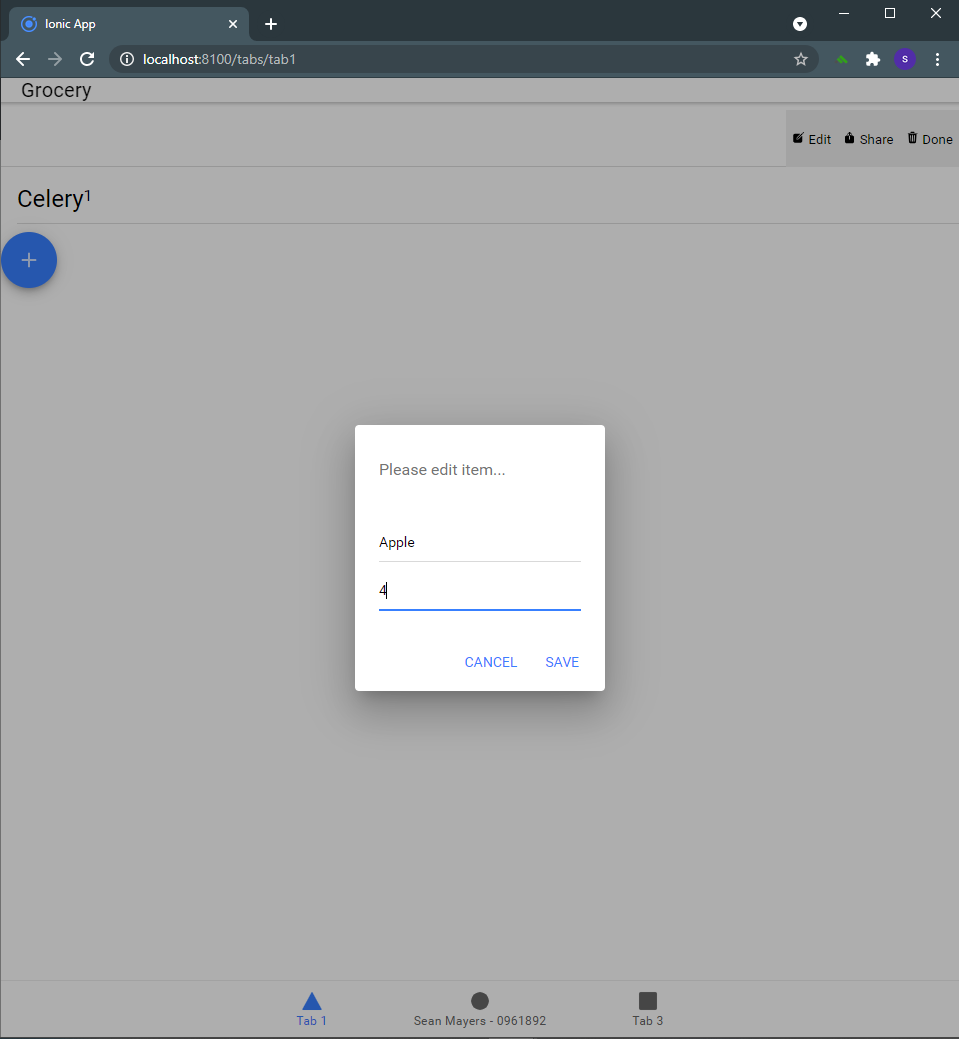 Ionic App
localhost:8100/tabs/tab1
S
Grocery
Edit Share Done
Celery1
Please edit item...
Apple
4
CANCEL SAVE
Tab 1 Sean Mayers - 0961892 Tab 3